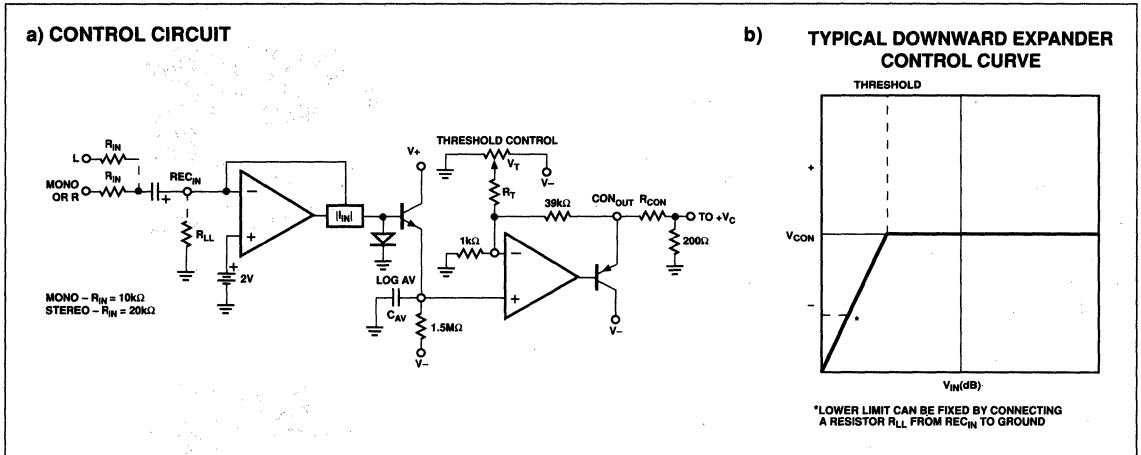 a) CONTROL CIRCUIT
L
R_IN
MONO
OR R
R_IN
REC_IN
R_LL
2V
MONO – R_IN = 10kΩ
STEREO – R_IN = 20kΩ
−
+
|I_IN|
V+
LOG AV
C_AV
1.5MΩ
V–
THRESHOLD CONTROL
V_T
V–
R_T
1kΩ
39kΩ
−
+
CON_OUT
R_CON
TO +V_C
200Ω
V–
b)
TYPICAL DOWNWARD EXPANDER
CONTROL CURVE
THRESHOLD
+
V_CON
–
*
V_IN(dB)
*LOWER LIMIT CAN BE FIXED BY CONNECTING
A RESISTOR R_LL FROM REC_IN TO GROUND